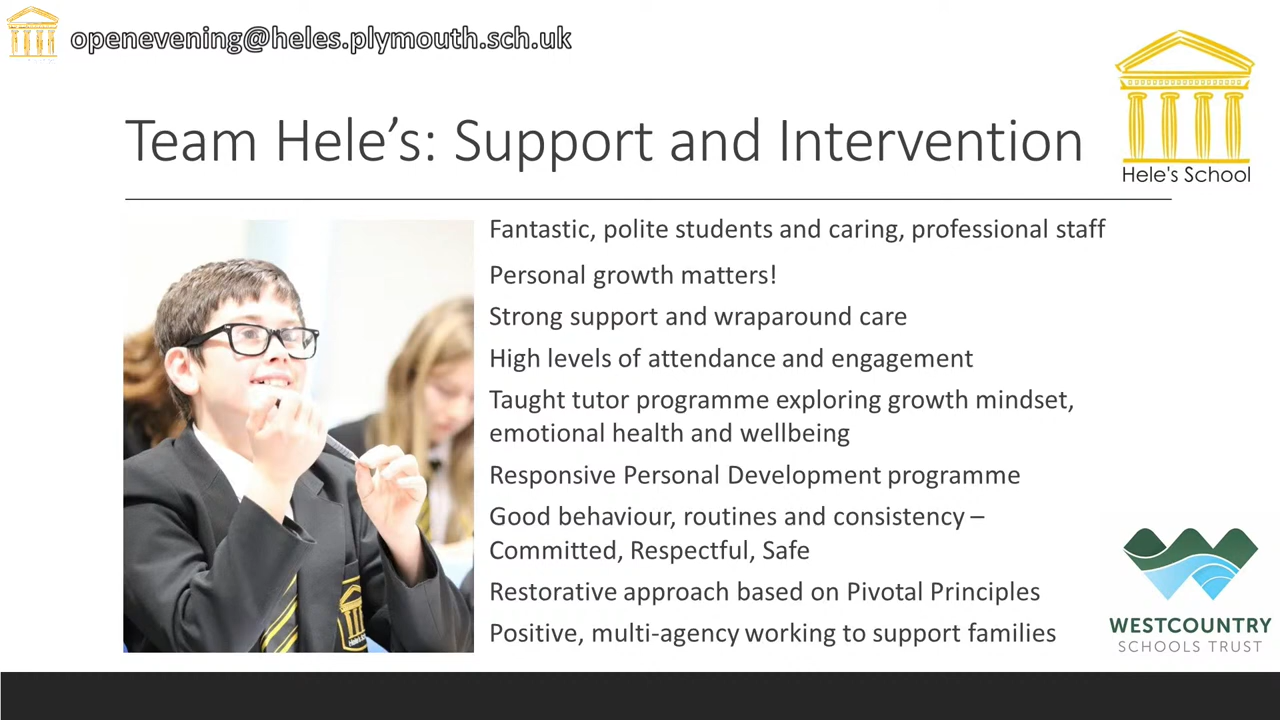 openevening@heles.plymouth.sch.uk
Team Hele's: Support and Intervention
Hele's School
Fantastic, polite students and caring, professional staff
Personal growth matters!
Strong support and wraparound care
High levels of attendance and engagement
Taught tutor programme exploring growth mindset,
emotional health and wellbeing
Responsive Personal Development programme
Good behaviour, routines and consistency –
Committed, Respectful, Safe
Restorative approach based on Pivotal Principles
Positive, multi-agency working to support families
Hele's
WESTCOUNTRY
SCHOOLS TRUST